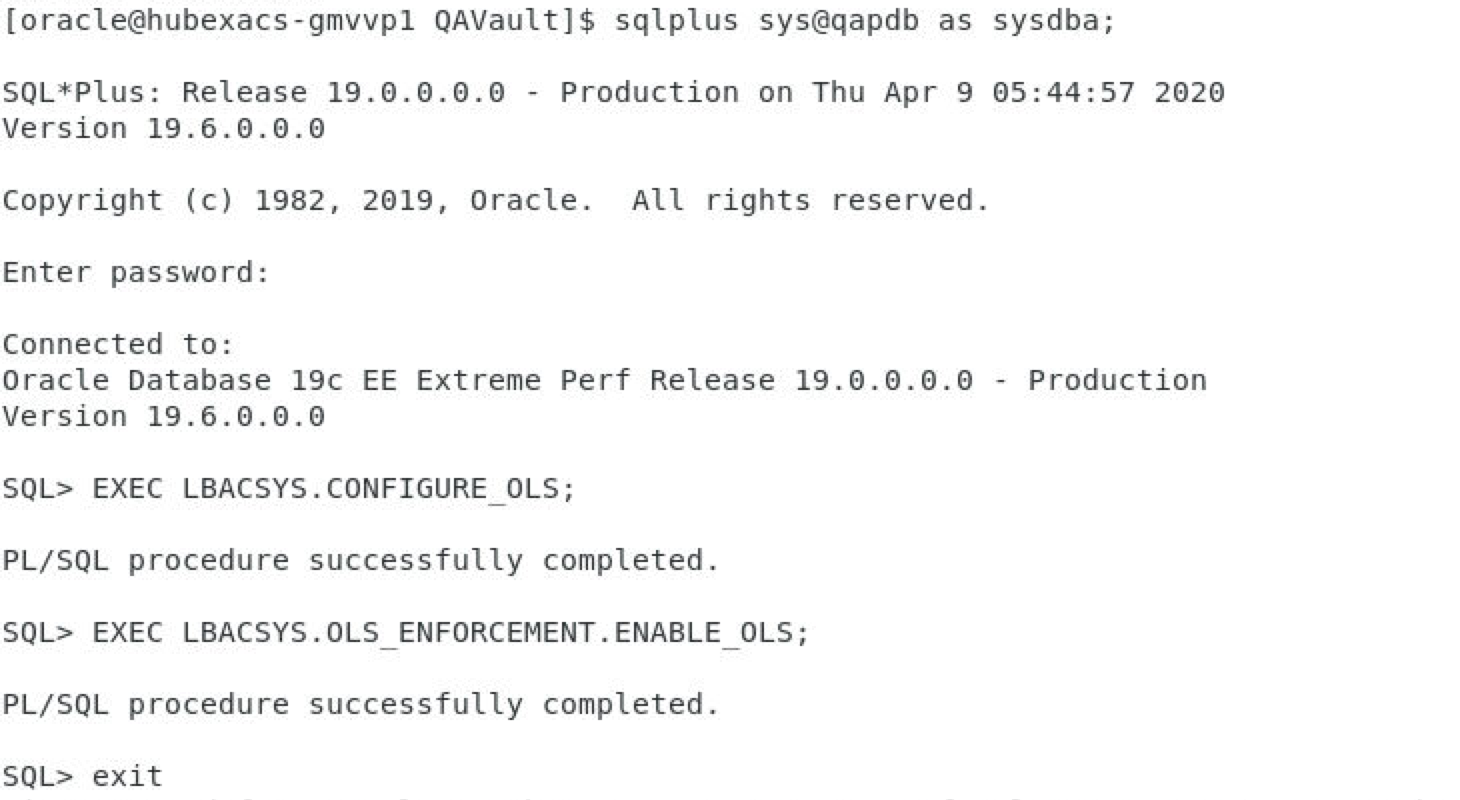 [oracle@hubexacs-gmvvp1 QAVault]$ sqlplus sys@qapdb as sysdba;
SQL*Plus: Release 19.0.0.0.0 - Production on Thu Apr 9 05:44:57 2020
Version 19.6.0.0.0
Copyright (c) 1982, 2019, Oracle.  All rights reserved.
Enter password:
Connected to:
Oracle Database 19c EE Extreme Perf Release 19.0.0.0.0 - Production
Version 19.6.0.0.0
SQL> EXEC LBACSYS.CONFIGURE_OLS;
PL/SQL procedure successfully completed.
SQL> EXEC LBACSYS.OLS_ENFORCEMENT.ENABLE_OLS;
PL/SQL procedure successfully completed.
SQL> exit